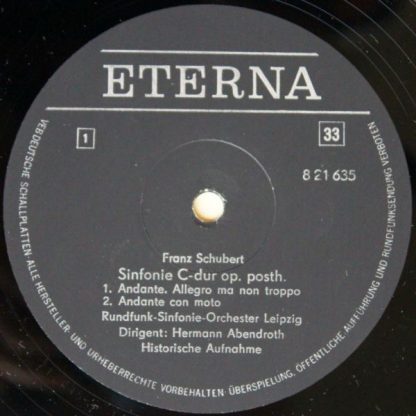 ETERNA
1
33
8 21 635
Franz Schubert
Sinfonie C-dur op. posth.
1. Andante. Allegro ma non troppo
2. Andante con moto
Rundfunk-Sinfonie-Orchester Leipzig
Dirigent: Hermann Abendroth
Historische Aufnahme
VEB DEUTSCHE SCHALLPLATTEN · ALLE HERSTELLER- UND URHEBERRECHTE VORBEHALTEN · ÜBERSPIELUNG, ÖFFENTLICHE AUFFÜHRUNG UND RUNDFUNKSENDUNG VERBOTEN